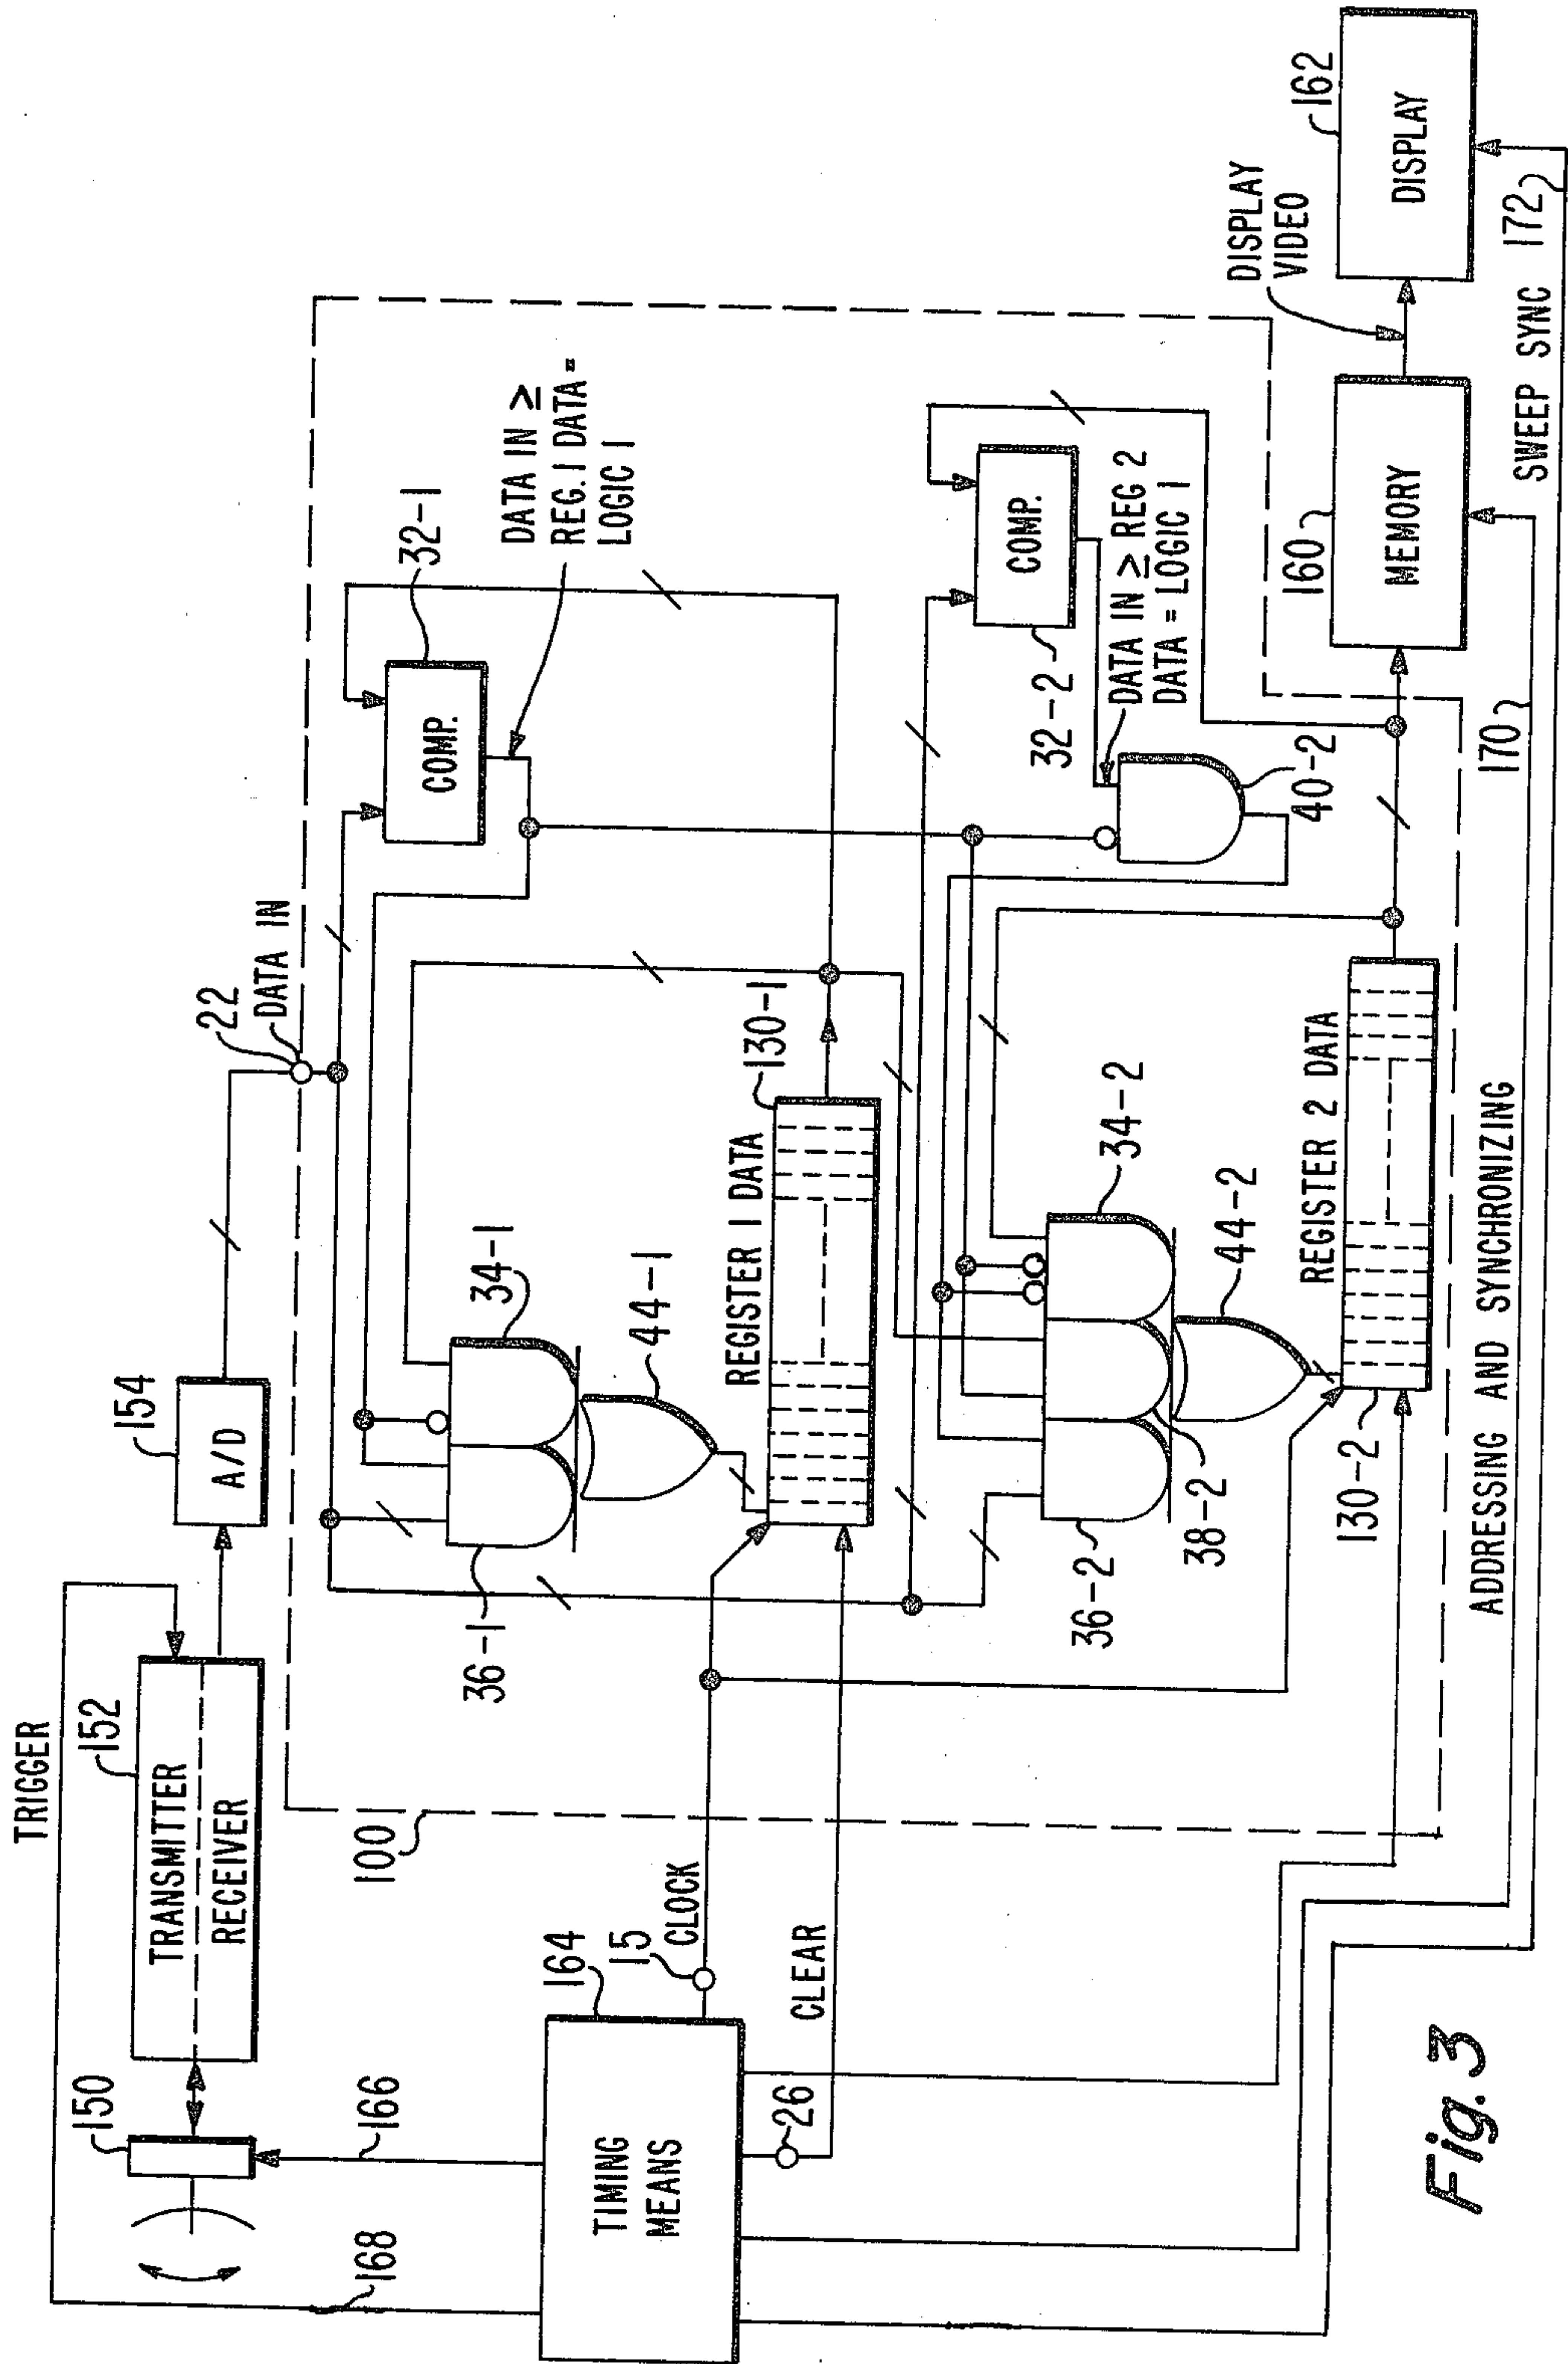 TRIGGER
152
TRANSMITTER
RECEIVER
150
168
166
154
A/D
22
DATA IN
100
164
TIMING
MEANS
15
CLOCK
26
CLEAR
36-1
34-1
44-1
REGISTER 1 DATA
130-1
COMP.
32-1
DATA IN ≥
REG. 1 DATA =
LOGIC 1
36-2
38-2
34-2
44-2
REGISTER 2 DATA
130-2
COMP.
32-2
DATA IN ≥ REG 2
DATA = LOGIC 1
40-2
MEMORY
160
DISPLAY
VIDEO
DISPLAY
162
ADDRESSING AND SYNCHRONIZING
170
SWEEP SYNC
172
Fig. 3